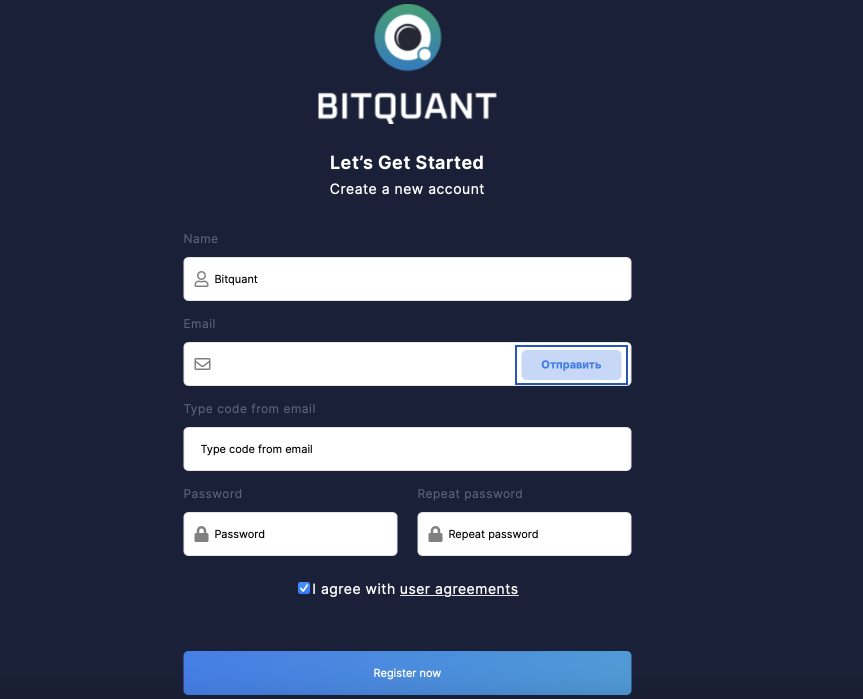 BITQUANT
Let's Get Started
Create a new account
Name
Bitquant
Email
Отправить
Type code from email
Type code from email
Password
Repeat password
Password
Repeat password
I agree with user agreements
Register now